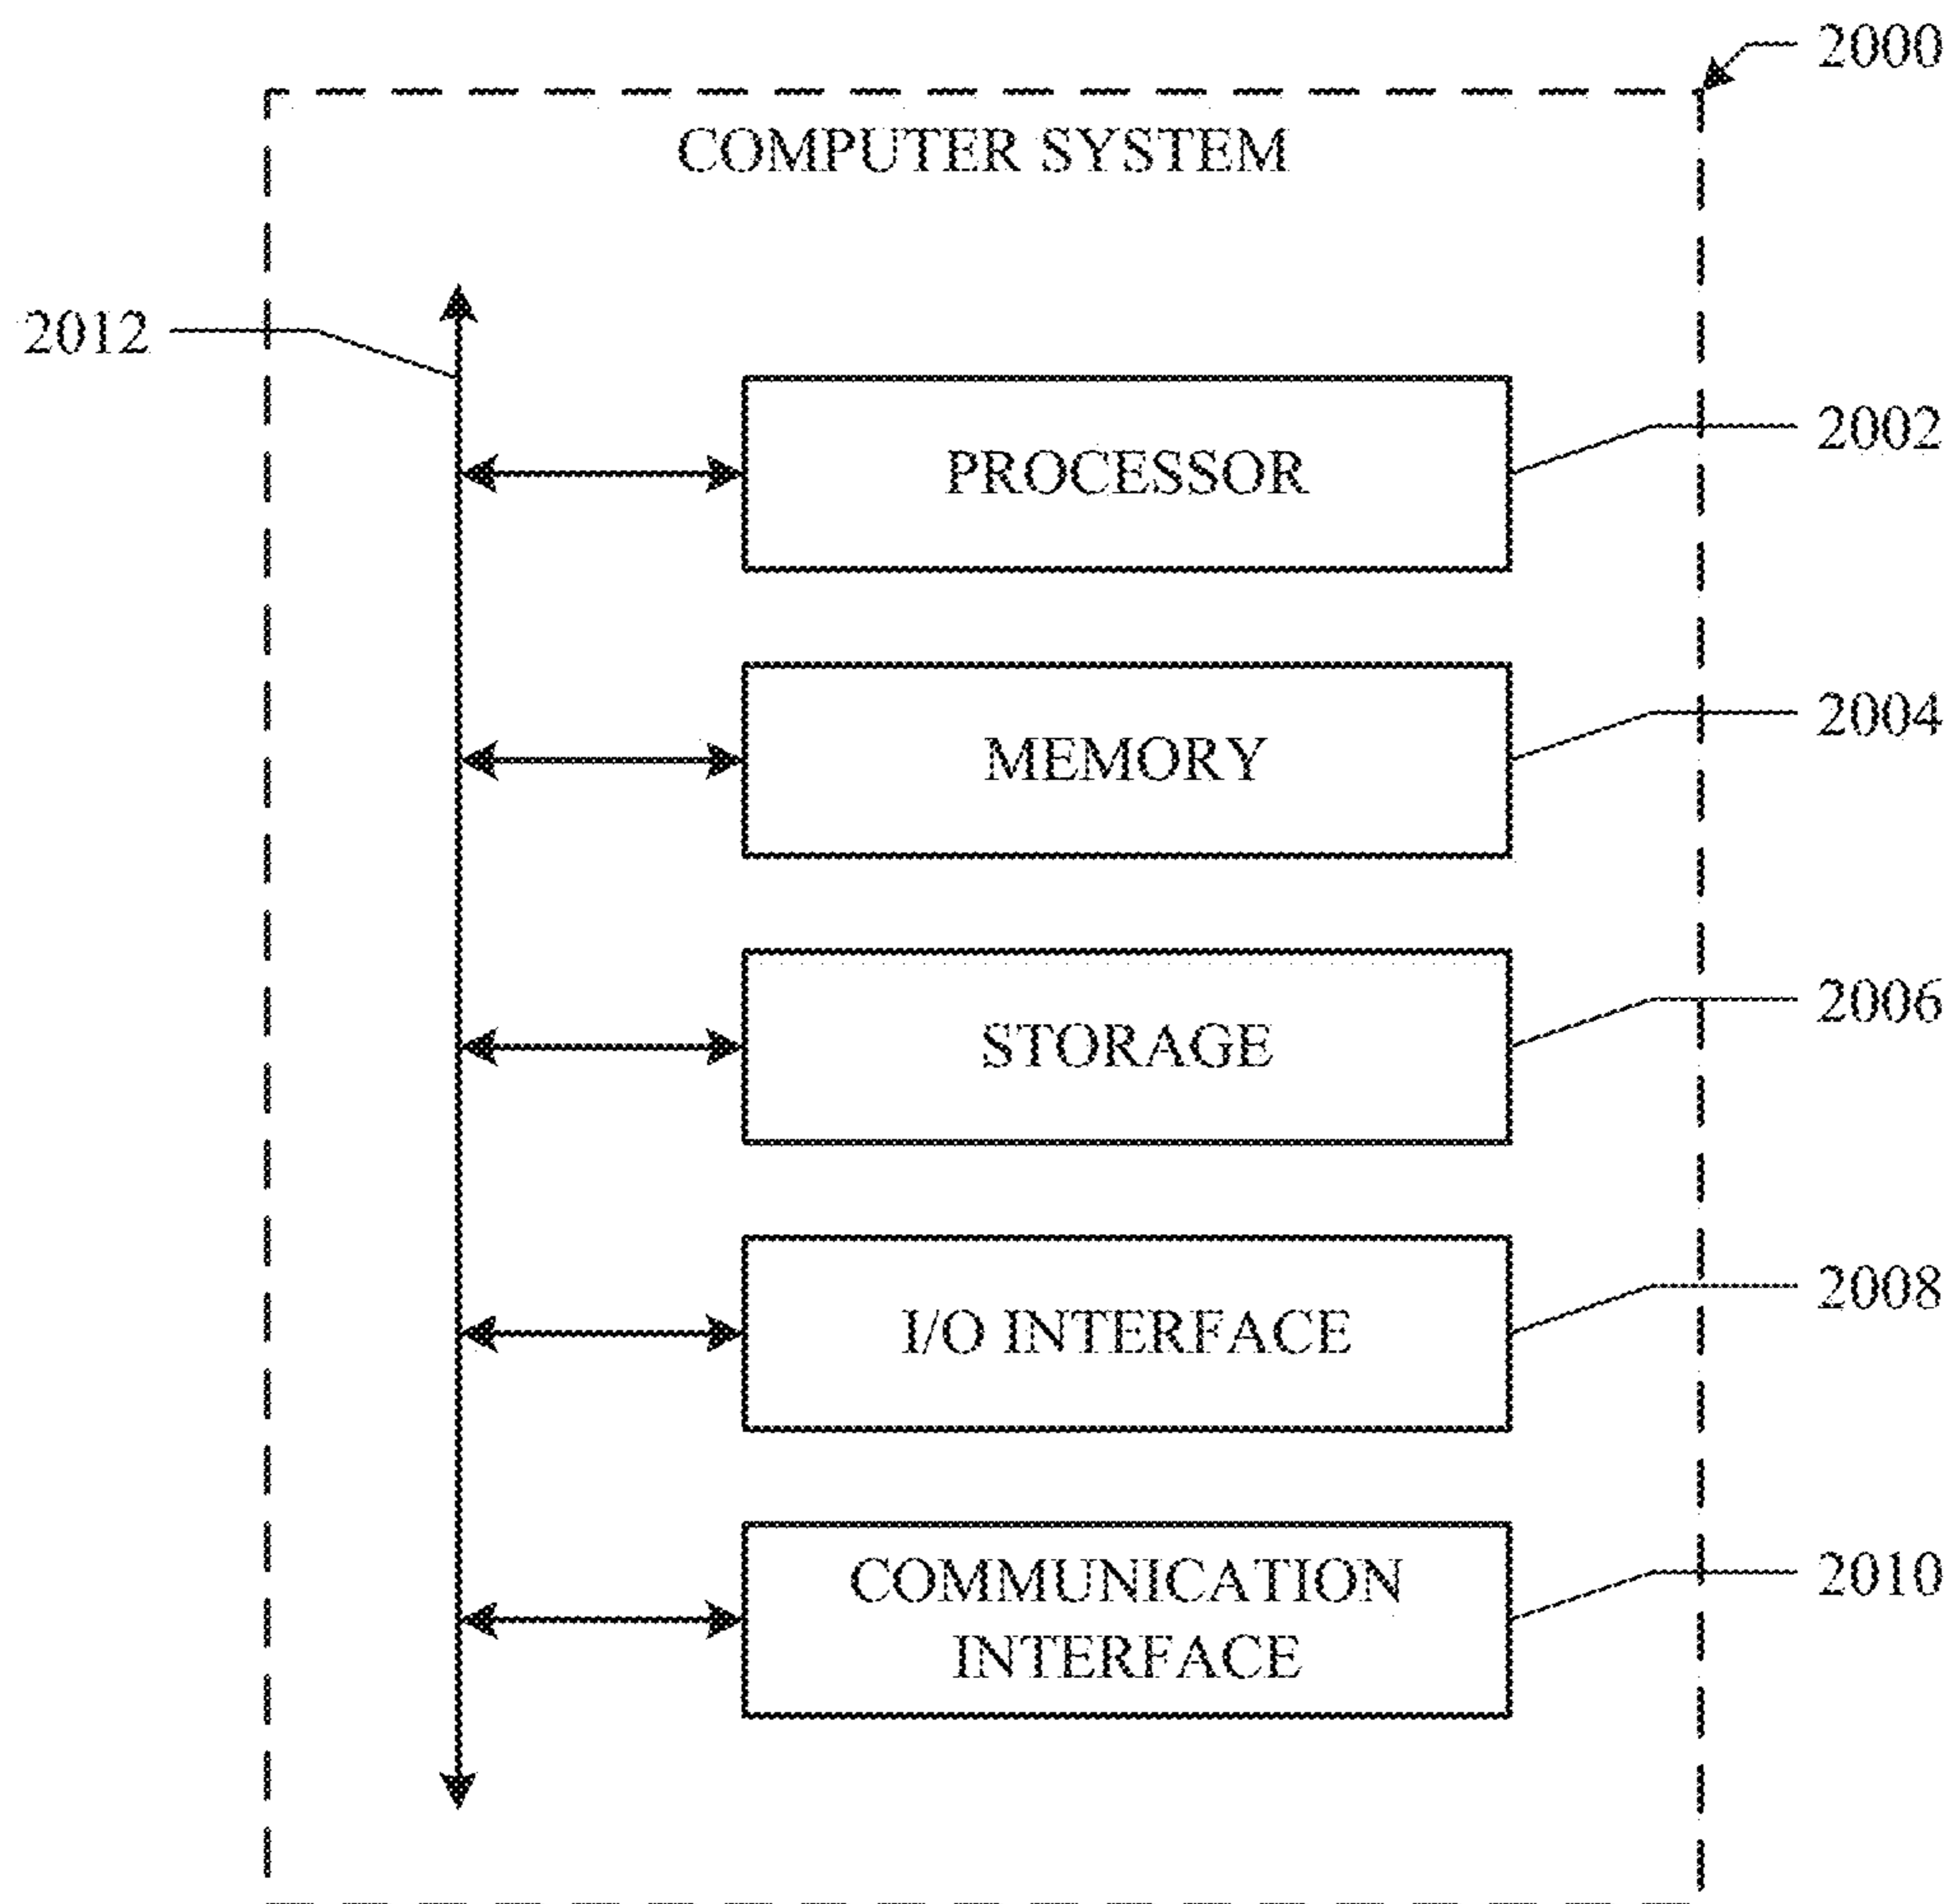 2000
COMPUTER SYSTEM
2012
2002
PROCESSOR
2004
MEMORY
2006
STORAGE
2008
I/O INTERFACE
2010
COMMUNICATION
INTERFACE